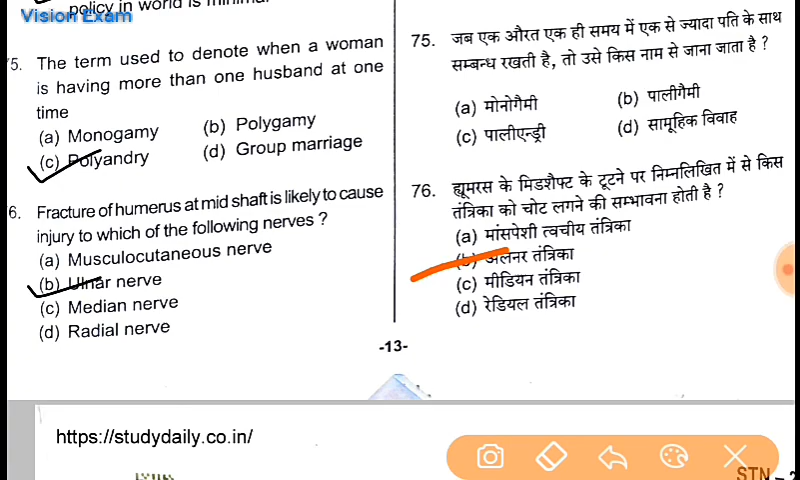 policy in world is minimal
Vision Exam
5. The term used to denote when a woman
is having more than one husband at one
time
(a) Monogamy (b) Polygamy
(c) Polyandry (d) Group marriage
6. Fracture of humerus at mid shaft is likely to cause
injury to which of the following nerves ?
(a) Musculocutaneous nerve
(b) Ulnar nerve
(c) Median nerve
(d) Radial nerve
75. जब एक औरत एक ही समय में एक से ज्यादा पति के साथ
सम्बन्ध रखती है, तो उसे किस नाम से जाना जाता है ?
(a) मोनोगैमी (b) पालीगैमी
(c) पालीएन्ड्री (d) सामूहिक विवाह
76. ह्यूमरस के मिडशैफ्ट के टूटने पर निम्नलिखित में से किस
तंत्रिका को चोट लगने की सम्भावना होती है ?
(a) मांसपेशी त्वचीय तंत्रिका
(b) अलनर तंत्रिका
(c) मीडियन तंत्रिका
(d) रेडियल तंत्रिका
-13-
https://studydaily.co.in/
STN - 2